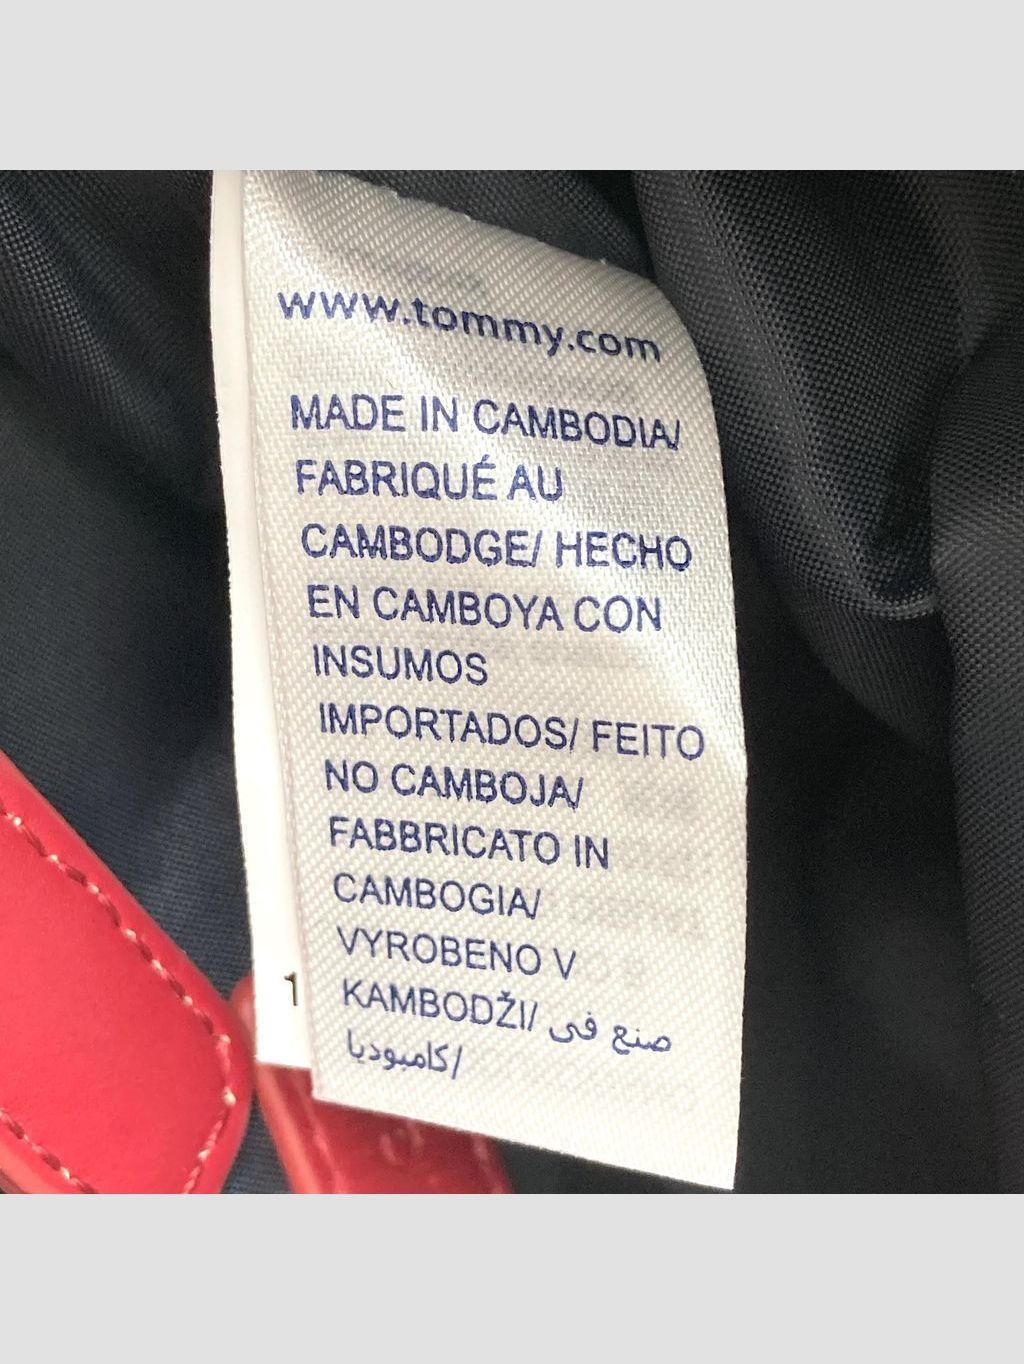 www.tommy.com
MADE IN CAMBODIA/
FABRIQUÉ AU
CAMBODGE/ HECHO
EN CAMBOYA CON
INSUMOS
IMPORTADOS/ FEITO
NO CAMBOJA/
FABBRICATO IN
CAMBOGIA/
VYROBENO V
KAMBODŽI/ صنع فى
كامبوديا/
1